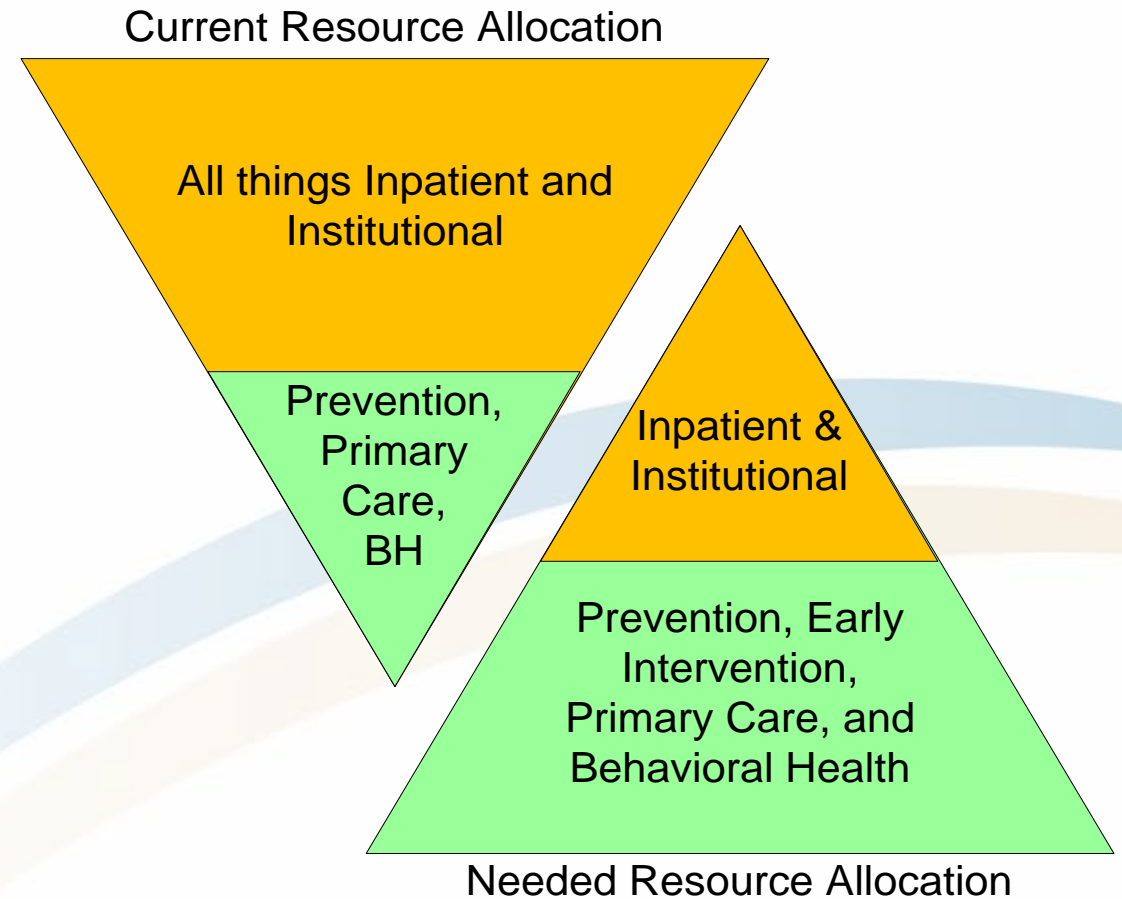 Current Resource Allocation
All things Inpatient and
Institutional
Prevention,
Primary
Care,
BH
Inpatient &
Institutional
Prevention, Early
Intervention,
Primary Care, and
Behavioral Health
Needed Resource Allocation